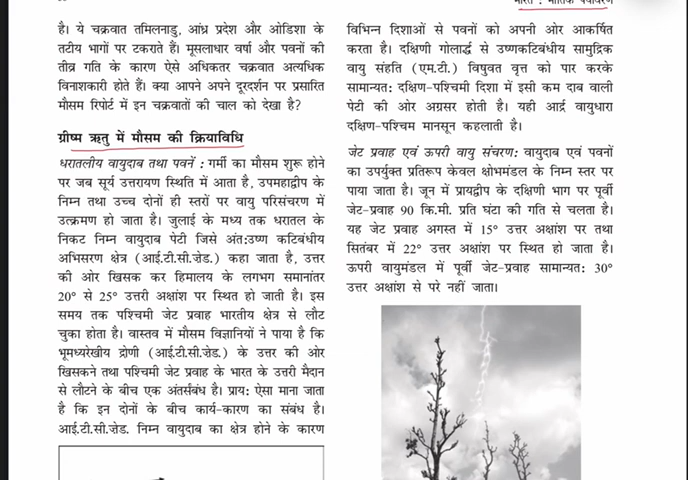 भारत : भौतिक पर्यावरण
है। ये चक्रवात तमिलनाडु, आंध्र प्रदेश और ओडिशा के
तटीय भागों पर टकराते हैं। मूसलाधार वर्षा और पवनों की
तीव्र गति के कारण ऐसे अधिकतर चक्रवात अत्यधिक
विनाशकारी होते हैं। क्या आपने अपने दूरदर्शन पर प्रसारित
मौसम रिपोर्ट में इन चक्रवातों की चाल को देखा है?
ग्रीष्म ऋतु में मौसम की क्रियाविधि
धरातलीय वायुदाब तथा पवनें : गर्मी का मौसम शुरू होने
पर जब सूर्य उत्तरायण स्थिति में आता है, उपमहाद्वीप के
निम्न तथा उच्च दोनों ही स्तरों पर वायु परिसंचरण में
उत्क्रमण हो जाता है। जुलाई के मध्य तक धरातल के
निकट निम्न वायुदाब पेटी जिसे अंत:उष्ण कटिबंधीय
अभिसरण क्षेत्र (आई.टी.सी.ज़ेड.) कहा जाता है, उत्तर
की ओर खिसक कर हिमालय के लगभग समानांतर
20° से 25° उत्तरी अक्षांश पर स्थित हो जाती है। इस
समय तक पश्चिमी जेट प्रवाह भारतीय क्षेत्र से लौट
चुका होता है। वास्तव में मौसम विज्ञानियों ने पाया है कि
भूमध्यरेखीय द्रोणी (आई.टी.सी.ज़ेड.) के उत्तर की ओर
खिसकने तथा पश्चिमी जेट प्रवाह के भारत के उत्तरी मैदान
से लौटने के बीच एक अंतर्संबंध है। प्राय: ऐसा माना जाता
है कि इन दोनों के बीच कार्य-कारण का संबंध है।
आई.टी.सी.ज़ेड. निम्न वायुदाब का क्षेत्र होने के कारण
विभिन्न दिशाओं से पवनों को अपनी ओर आकर्षित
करता है। दक्षिणी गोलार्द्ध से उष्णकटिबंधीय सामुद्रिक
वायु संहति (एम.टी.) विषुवत वृत्त को पार करके
सामान्यत: दक्षिण-पश्चिमी दिशा में इसी कम दाब वाली
पेटी की ओर अग्रसर होती है। यही आर्द्र वायुधारा
दक्षिण-पश्चिम मानसून कहलाती है।
जेट प्रवाह एवं ऊपरी वायु संचरण: वायुदाब एवं पवनों
का उपर्युक्त प्रतिरूप केवल क्षोभमंडल के निम्न स्तर पर
पाया जाता है। जून में प्रायद्वीप के दक्षिणी भाग पर पूर्वी
जेट-प्रवाह 90 कि.मी. प्रति घंटा की गति से चलता है।
यह जेट प्रवाह अगस्त में 15° उत्तर अक्षांश पर तथा
सितंबर में 22° उत्तर अक्षांश पर स्थित हो जाता है।
ऊपरी वायुमंडल में पूर्वी जेट-प्रवाह सामान्यत: 30°
उत्तर अक्षांश से परे नहीं जाता।